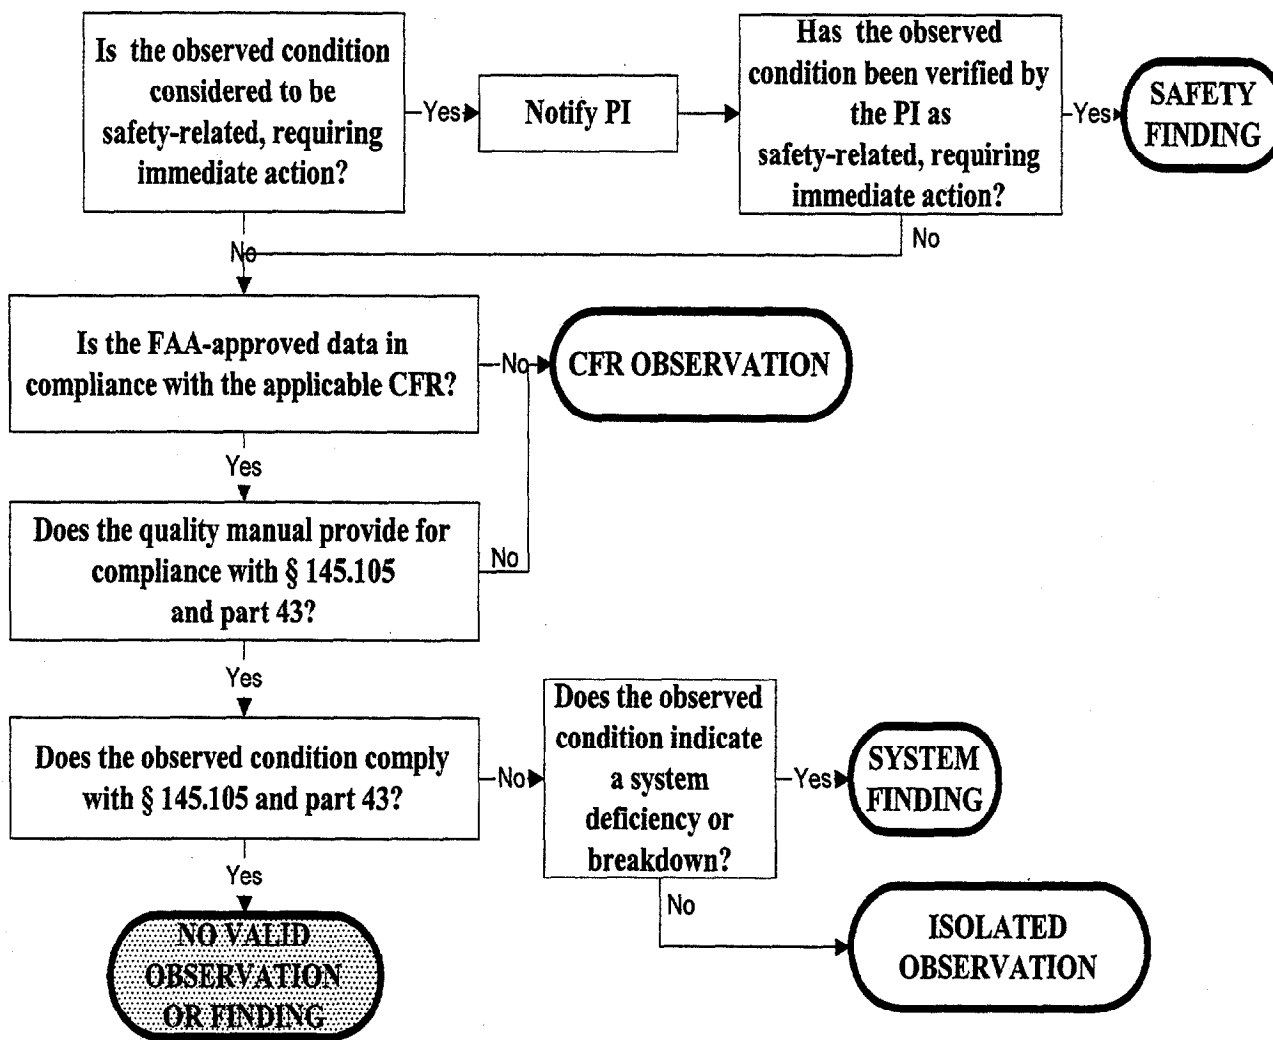 Is the observed condition
considered to be
safety-related, requiring
immediate action?
Yes
Notify PI
Has the observed
condition been verified by
the PI as
safety-related, requiring
immediate action?
Yes
SAFETY
FINDING
No
No
Is the FAA-approved data in
compliance with the applicable CFR?
No
CFR OBSERVATION
Yes
Does the quality manual provide for
compliance with § 145.105
and part 43?
No
Yes
Does the observed condition comply
with § 145.105 and part 43?
No
Does the observed
condition indicate
a system
deficiency or
breakdown?
Yes
SYSTEM
FINDING
Yes
No
NO VALID
OBSERVATION
OR FINDING
ISOLATED
OBSERVATION